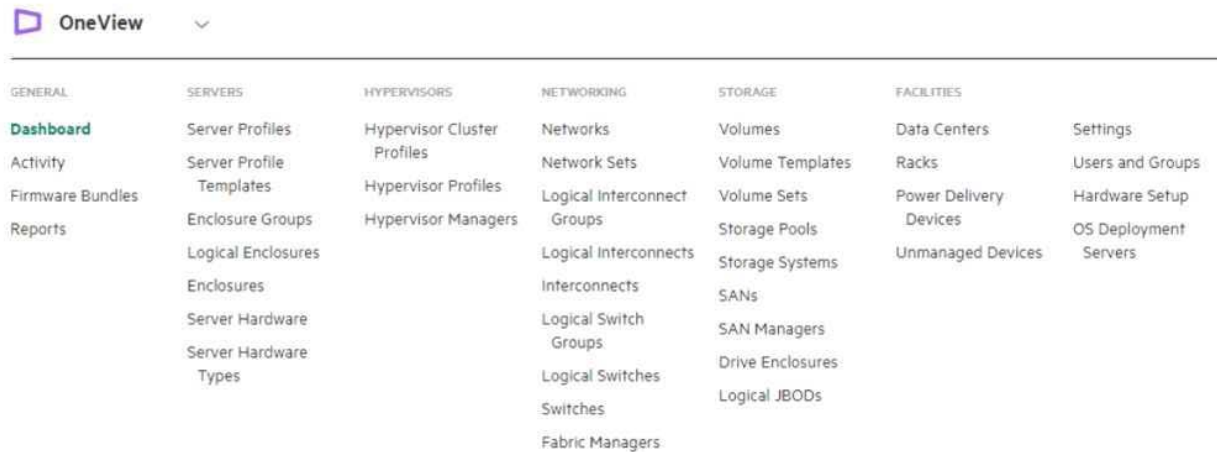 OneView
GENERAL
Dashboard
Activity
Firmware Bundles
Reports
SERVERS
Server Profiles
Server Profile
Templates
Enclosure Groups
Logical Enclosures
Enclosures
Server Hardware
Server Hardware
Types
HYPERVISORS
Hypervisor Cluster
Profiles
Hypervisor Profiles
Hypervisor Managers
NETWORKING
Networks
Network Sets
Logical Interconnect
Groups
Logical Interconnects
Interconnects
Logical Switch
Groups
Logical Switches
Switches
Fabric Managers
STORAGE
Volumes
Volume Templates
Volume Sets
Storage Pools
Storage Systems
SANs
SAN Managers
Drive Enclosures
Logical JBODs
FACILITIES
Data Centers
Racks
Power Delivery
Devices
Unmanaged Devices
Settings
Users and Groups
Hardware Setup
OS Deployment
Servers